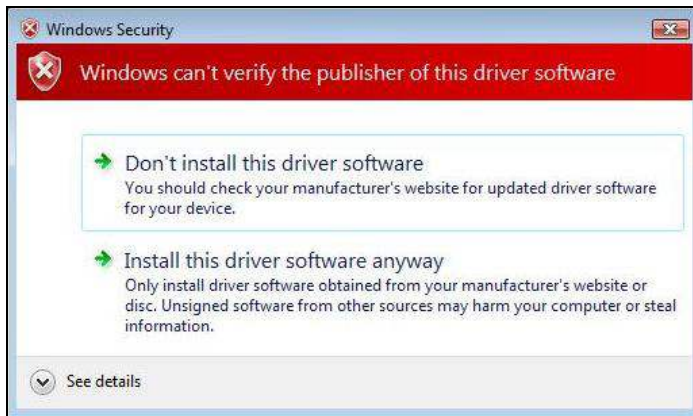 Windows Security
Windows can't verify the publisher of this driver software
Don't install this driver software
You should check your manufacturer's website for updated driver software
for your device.
Install this driver software anyway
Only install driver software obtained from your manufacturer's website or
disc. Unsigned software from other sources may harm your computer or steal
information.
See details